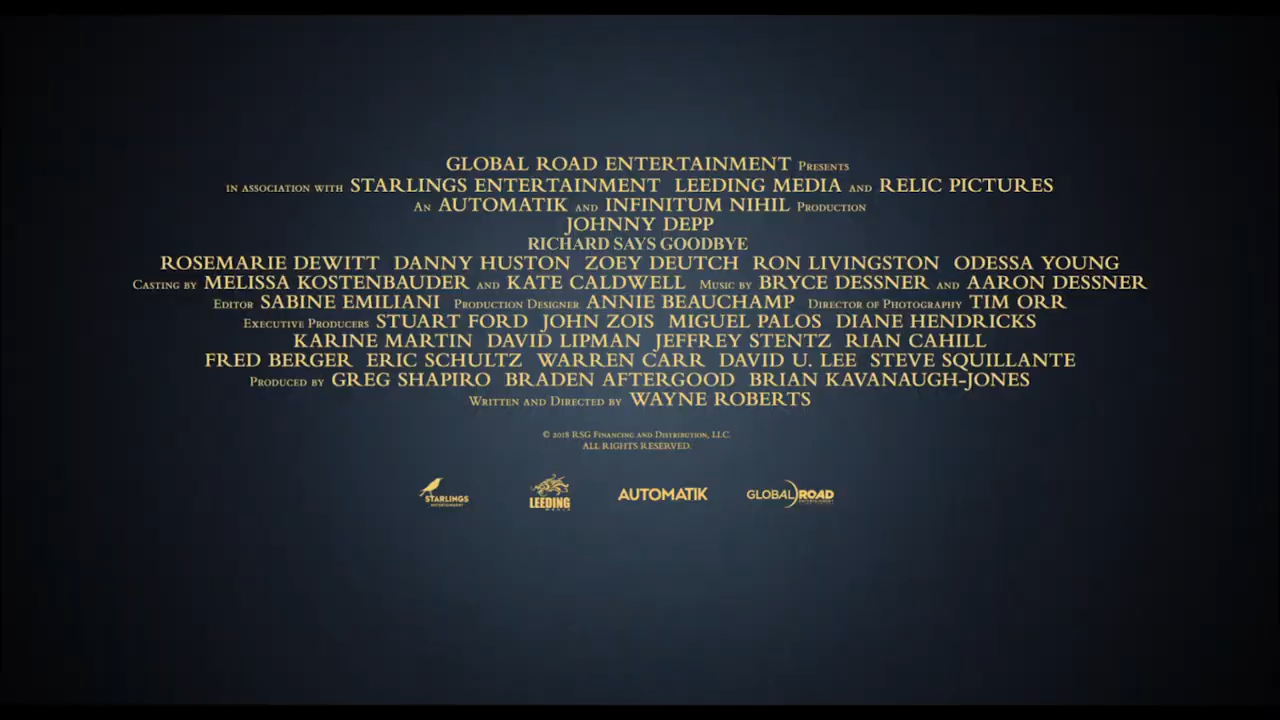 GLOBAL ROAD ENTERTAINMENT PRESENTS
IN ASSOCIATION WITH STARLINGS ENTERTAINMENT LEEDING MEDIA AND RELIC PICTURES
AN AUTOMATIK AND INFINITUM NIHIL PRODUCTION
JOHNNY DEPP
RICHARD SAYS GOODBYE
ROSEMARIE DEWITT DANNY HUSTON ZOEY DEUTCH RON LIVINGSTON ODESSA YOUNG
CASTING BY MELISSA KOSTENBAUDER AND KATE CALDWELL MUSIC BY BRYCE DESSNER AND AARON DESSNER
EDITOR SABINE EMILIANI PRODUCTION DESIGNER ANNIE BEAUCHAMP DIRECTOR OF PHOTOGRAPHY TIM ORR
EXECUTIVE PRODUCERS STUART FORD JOHN ZOIS MIGUEL PALOS DIANE HENDRICKS
KARINE MARTIN DAVID LIPMAN JEFFREY STENTZ RIAN CAHILL
FRED BERGER ERIC SCHULTZ WARREN CARR DAVID U. LEE STEVE SQUILLANTE
PRODUCED BY GREG SHAPIRO BRADEN AFTERGOOD BRIAN KAVANAUGH-JONES
WRITTEN AND DIRECTED BY WAYNE ROBERTS
© 2018 RSG FINANCING AND DISTRIBUTION, LLC.
ALL RIGHTS RESERVED.
STARLINGS
ENTERTAINMENT
LEEDING
MEDIA
AUTOMATIK
GLOBAL ROAD
ENTERTAINMENT